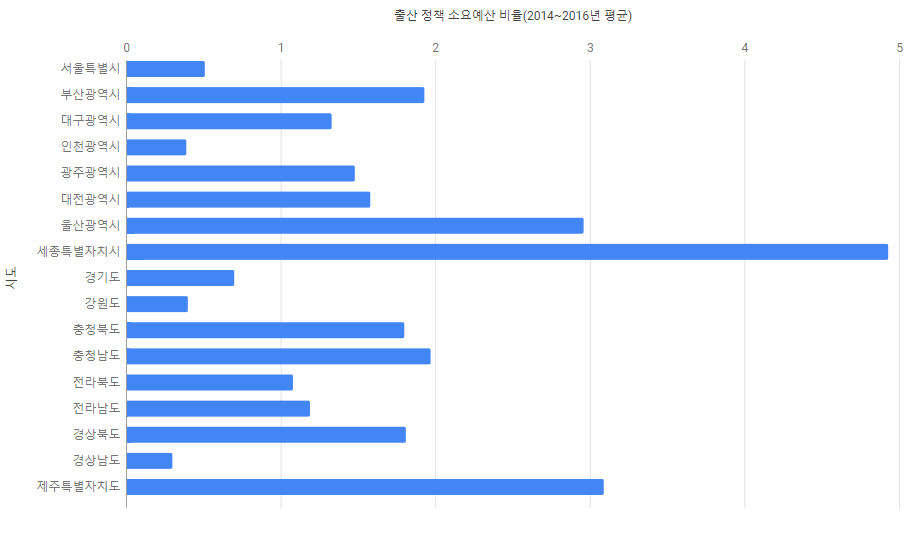 출산 정책 소요예산 비율(2014~2016년 평균)
0 1 2 3 4 5
서울특별시
부산광역시
대구광역시
인천광역시
광주광역시
대전광역시
울산광역시
세종특별자치시
경기도
강원도
충청북도
충청남도
전라북도
전라남도
경상북도
경상남도
제주특별자치도
시도